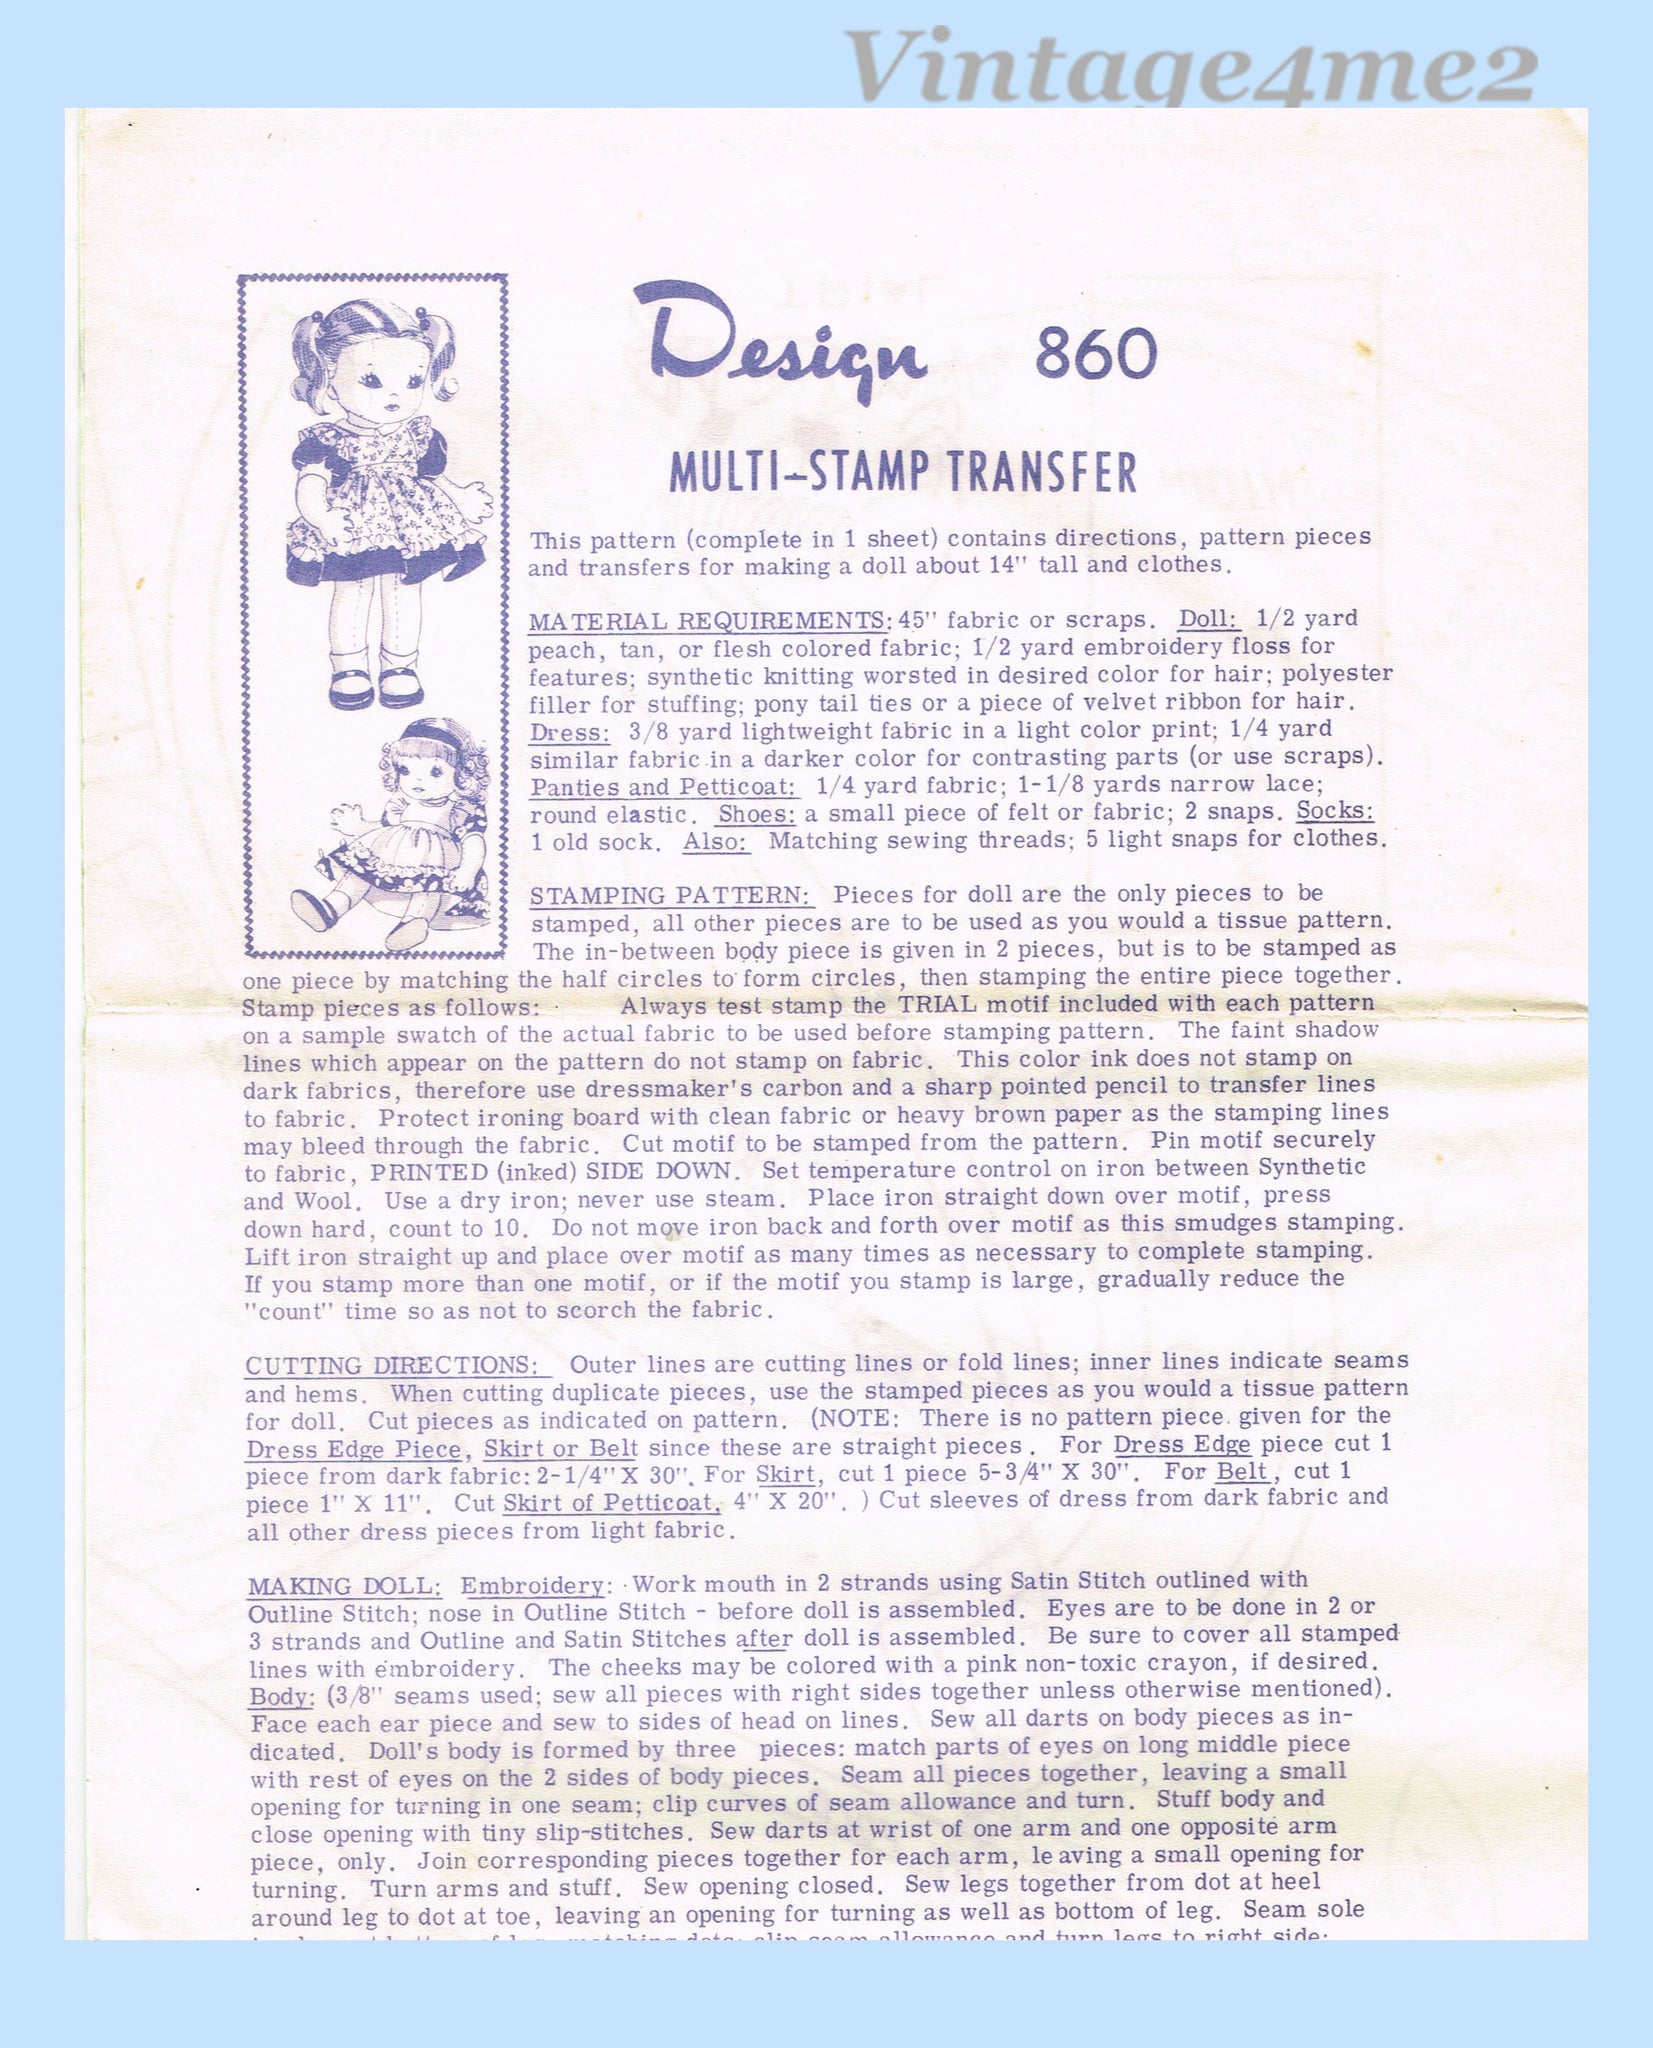 Vintage4me2
Design 860
MULTI-STAMP TRANSFER
This pattern (complete in 1 sheet) contains directions, pattern pieces
and transfers for making a doll about 14" tall and clothes.
MATERIAL REQUIREMENTS: 45" fabric or scraps. Doll: 1/2 yard
peach, tan, or flesh colored fabric; 1/2 yard embroidery floss for
features; synthetic knitting worsted in desired color for hair; polyester
filler for stuffing; pony tail ties or a piece of velvet ribbon for hair.
Dress: 3/8 yard lightweight fabric in a light color print; 1/4 yard
similar fabric in a darker color for contrasting parts (or use scraps).
Panties and Petticoat: 1/4 yard fabric; 1-1/8 yards narrow lace;
round elastic. Shoes: a small piece of felt or fabric; 2 snaps. Socks:
1 old sock. Also: Matching sewing threads; 5 light snaps for clothes.
STAMPING PATTERN: Pieces for doll are the only pieces to be
stamped, all other pieces are to be used as you would a tissue pattern.
The in-between body piece is given in 2 pieces, but is to be stamped as
one piece by matching the half circles to form circles, then stamping the entire piece together.
Stamp pieces as follows: Always test stamp the TRIAL motif included with each pattern
on a sample swatch of the actual fabric to be used before stamping pattern. The faint shadow
lines which appear on the pattern do not stamp on fabric. This color ink does not stamp on
dark fabrics, therefore use dressmaker's carbon and a sharp pointed pencil to transfer lines
to fabric. Protect ironing board with clean fabric or heavy brown paper as the stamping lines
may bleed through the fabric. Cut motif to be stamped from the pattern. Pin motif securely
to fabric, PRINTED (inked) SIDE DOWN. Set temperature control on iron between Synthetic
and Wool. Use a dry iron; never use steam. Place iron straight down over motif, press
down hard, count to 10. Do not move iron back and forth over motif as this smudges stamping.
Lift iron straight up and place over motif as many times as necessary to complete stamping.
If you stamp more than one motif, or if the motif you stamp is large, gradually reduce the
"count" time so as not to scorch the fabric.
CUTTING DIRECTIONS: Outer lines are cutting lines or fold lines; inner lines indicate seams
and hems. When cutting duplicate pieces, use the stamped pieces as you would a tissue pattern
for doll. Cut pieces as indicated on pattern. (NOTE: There is no pattern piece given for the
Dress Edge Piece, Skirt or Belt since these are straight pieces. For Dress Edge piece cut 1
piece from dark fabric: 2-1/4" X 30". For Skirt, cut 1 piece 5-3/4" X 30". For Belt, cut 1
piece 1" X 11". Cut Skirt of Petticoat, 4" X 20". ) Cut sleeves of dress from dark fabric and
all other dress pieces from light fabric.
MAKING DOLL: Embroidery: Work mouth in 2 strands using Satin Stitch outlined with
Outline Stitch; nose in Outline Stitch - before doll is assembled. Eyes are to be done in 2 or
3 strands and Outline and Satin Stitches after doll is assembled. Be sure to cover all stamped
lines with embroidery. The cheeks may be colored with a pink non-toxic crayon, if desired.
Body: (3/8" seams used; sew all pieces with right sides together unless otherwise mentioned).
Face each ear piece and sew to sides of head on lines. Sew all darts on body pieces as in-
dicated. Doll's body is formed by three pieces: match parts of eyes on long middle piece
with rest of eyes on the 2 sides of body pieces. Seam all pieces together, leaving a small
opening for turning in one seam; clip curves of seam allowance and turn. Stuff body and
close opening with tiny slip-stitches. Sew darts at wrist of one arm and one opposite arm
piece, only. Join corresponding pieces together for each arm, leaving a small opening for
turning. Turn arms and stuff. Sew opening closed. Sew legs together from dot at heel
around leg to dot at toe, leaving an opening for turning as well as bottom of leg. Seam sole
matching dots; clip seam allowance and turn legs to right side;